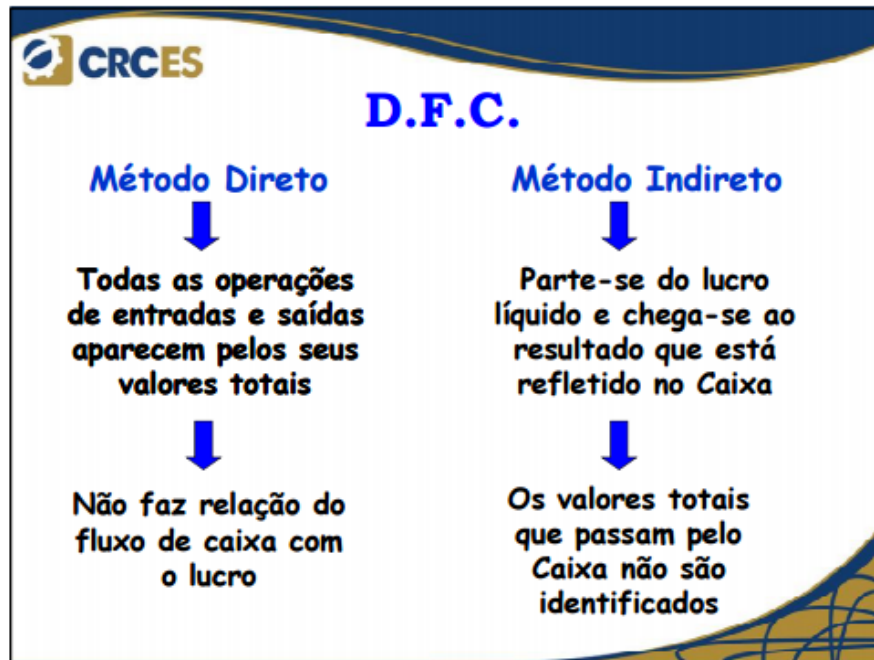 CRCES
D.F.C.
Método Direto
Todas as operações
de entradas e saídas
aparecem pelos seus
valores totais
Não faz relação do
fluxo de caixa com
o lucro
Método Indireto
Parte-se do lucro
líquido e chega-se ao
resultado que está
refletido no Caixa
Os valores totais
que passam pelo
Caixa não são
identificados